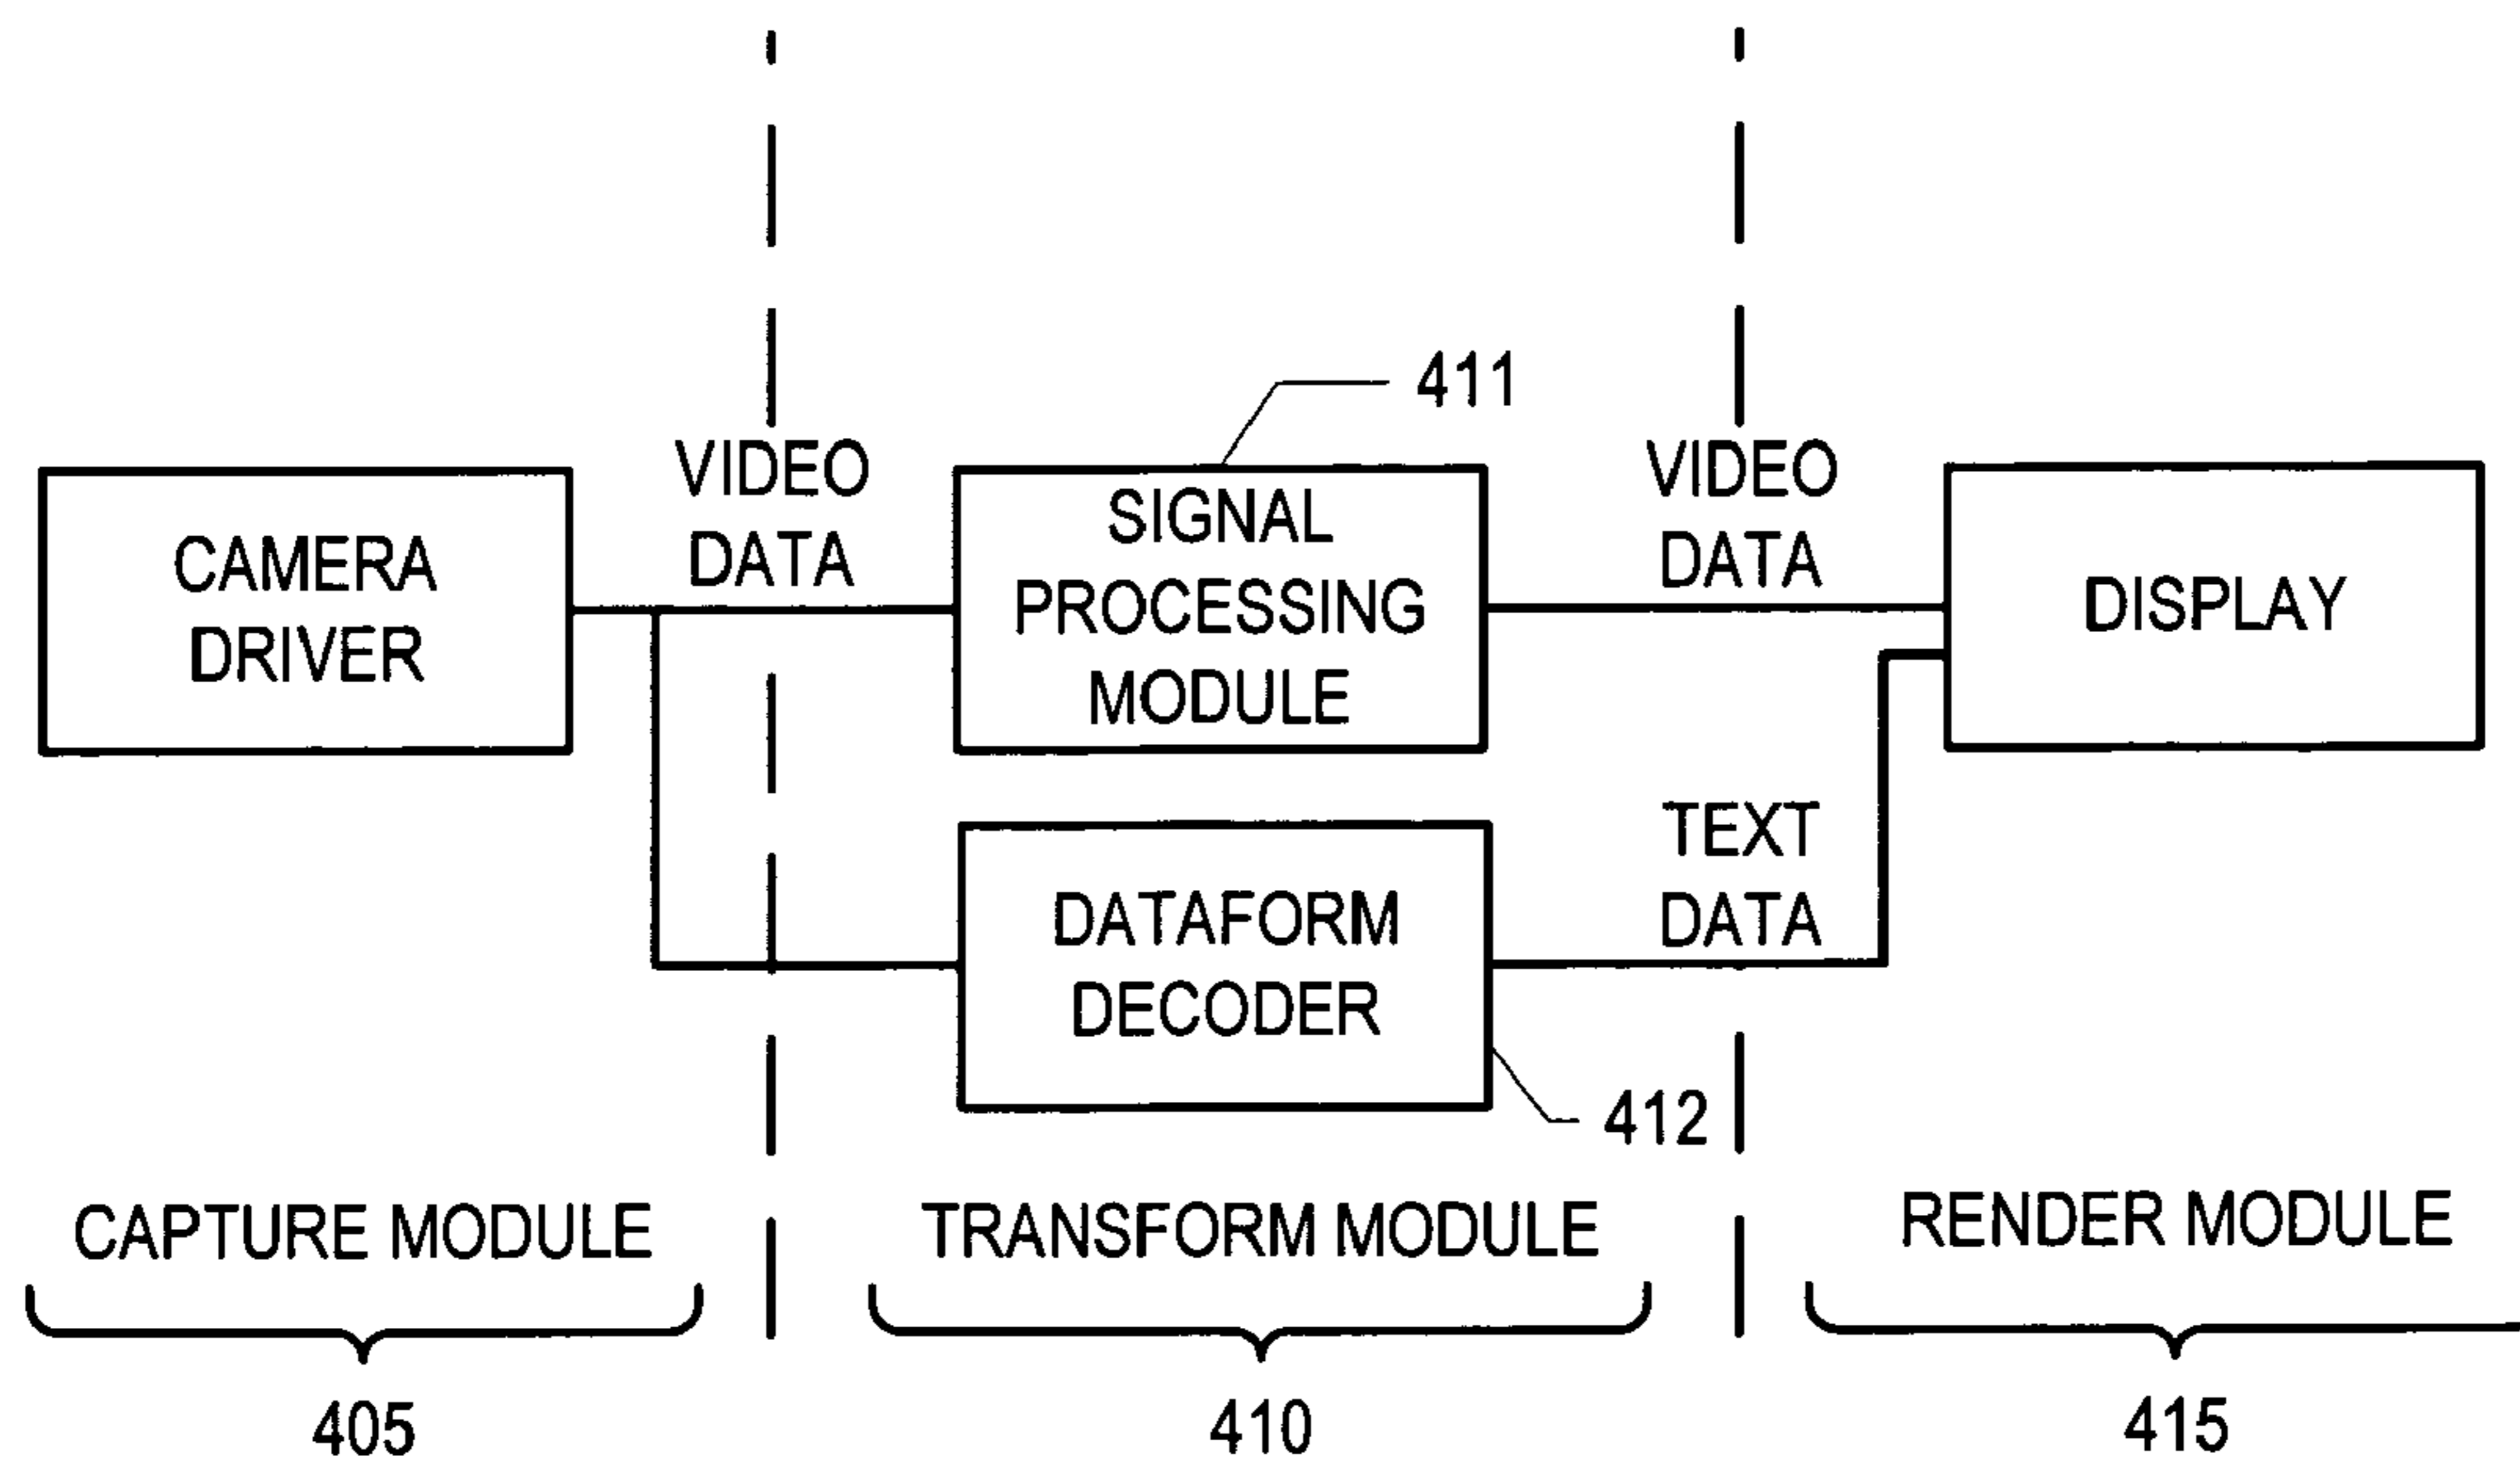 411
CAMERA
DRIVER
VIDEO
DATA
SIGNAL
PROCESSING
MODULE
VIDEO
DATA
DISPLAY
DATAFORM
DECODER
TEXT
DATA
412
CAPTURE MODULE
TRANSFORM MODULE
RENDER MODULE
405
410
415